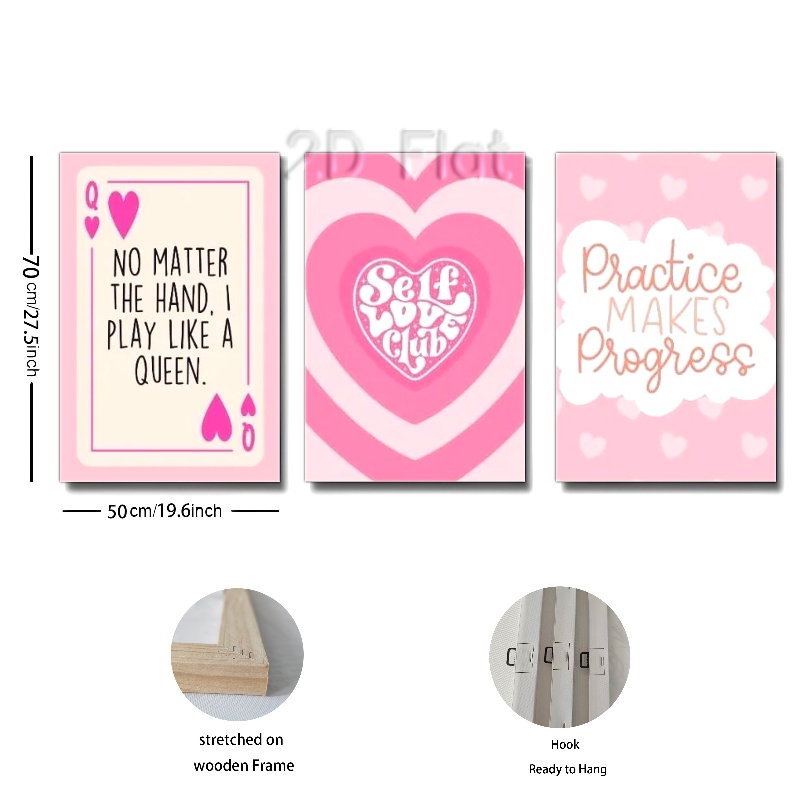 2D Flat
Q
NO MATTER
THE HAND, I
PLAY LIKE A
QUEEN.
Q
Self
LOVE
Club
Practice
MAKES
Progress
70cm/27.5inch
50cm/19.6inch
stretched on
wooden Frame
Hook
Ready to Hang